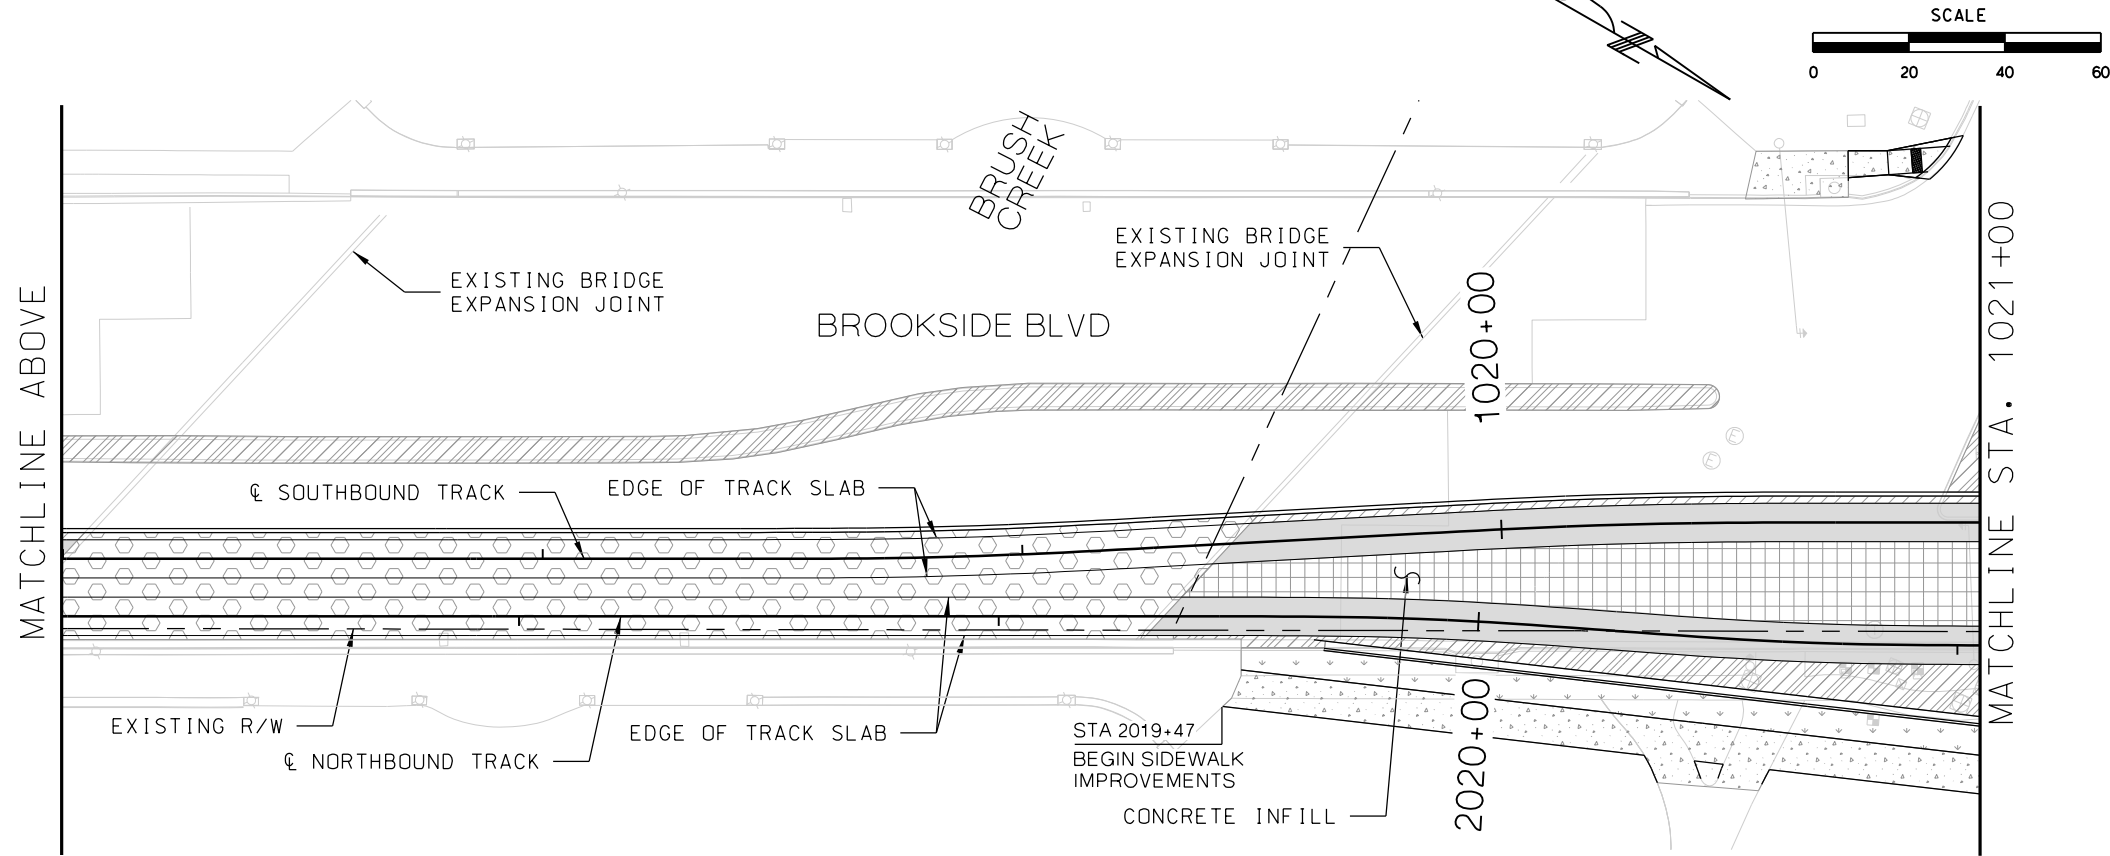 SCALE
0 20 40 60
MATCHLINE ABOVE
BRUSH
CREEK
EXISTING BRIDGE
EXPANSION JOINT
EXISTING BRIDGE
EXPANSION JOINT
BROOKSIDE BLVD
1020+00
MATCHLINE STA. 1021+00
℄ SOUTHBOUND TRACK
EDGE OF TRACK SLAB
EXISTING R/W
℄ NORTHBOUND TRACK
EDGE OF TRACK SLAB
STA 2019+47
BEGIN SIDEWALK
IMPROVEMENTS
CONCRETE INFILL
2020+00